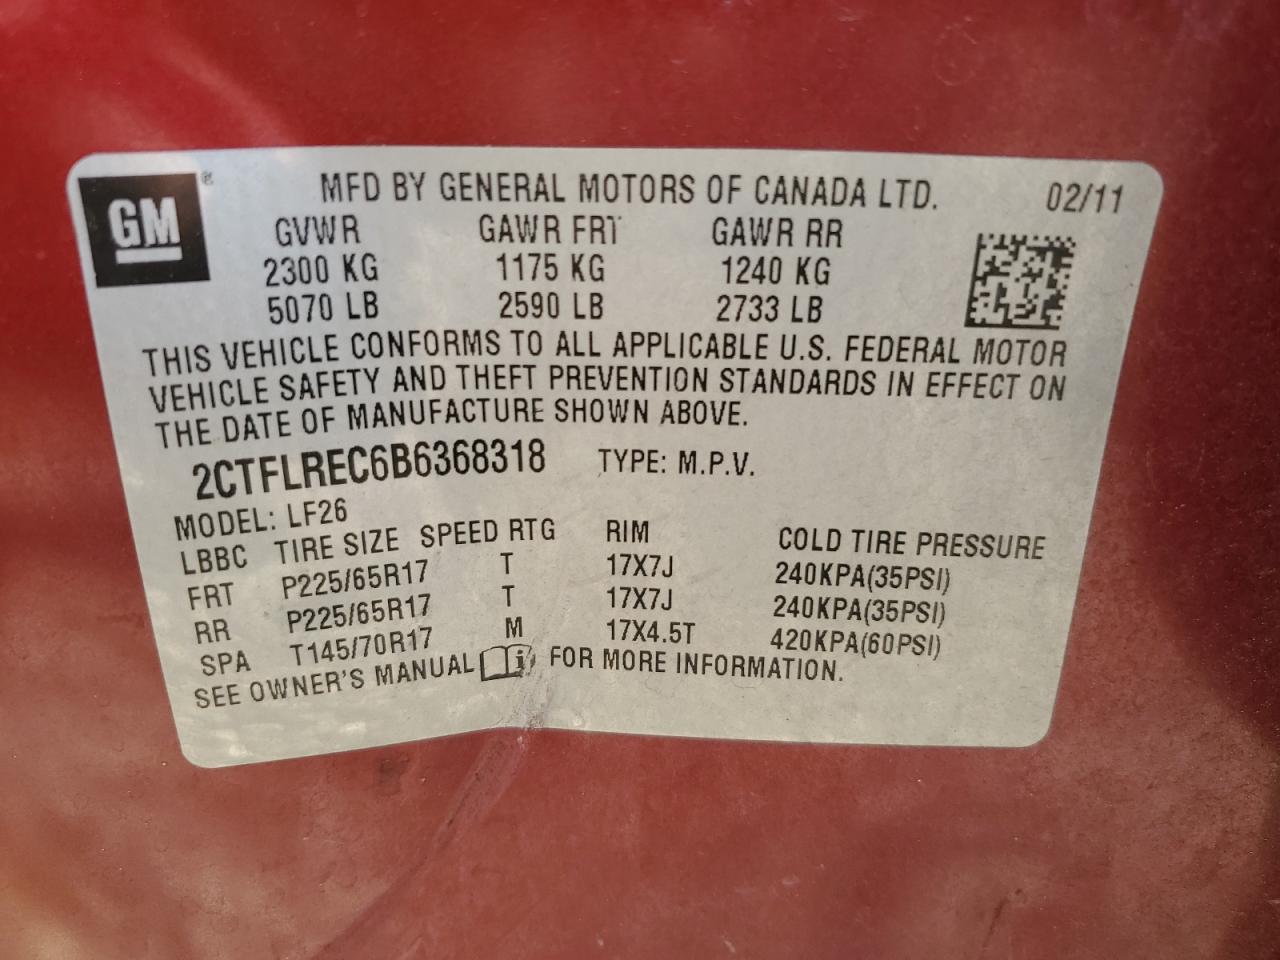 GM ® MFD BY GENERAL MOTORS OF CANADA LTD. 02/11
GVWR GAWR FRT GAWR RR
2300 KG 1175 KG 1240 KG
5070 LB 2590 LB 2733 LB
THIS VEHICLE CONFORMS TO ALL APPLICABLE U.S. FEDERAL MOTOR
VEHICLE SAFETY AND THEFT PREVENTION STANDARDS IN EFFECT ON
THE DATE OF MANUFACTURE SHOWN ABOVE.
2CTFLREC6B6368318 TYPE: M.P.V.
MODEL: LF26
LBBC TIRE SIZE SPEED RTG RIM COLD TIRE PRESSURE
FRT P225/65R17 T 17X7J 240KPA(35PSI)
RR P225/65R17 T 17X7J 240KPA(35PSI)
SPA T145/70R17 M 17X4.5T 420KPA(60PSI)
SEE OWNER'S MANUAL i FOR MORE INFORMATION.